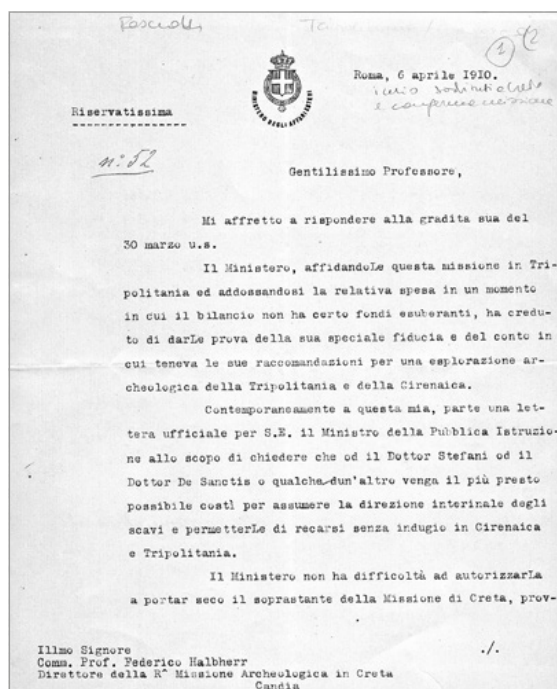 Roma, 6 aprile 1910.
MINISTERO DEGLI AFFARI ESTERI
Riservatissima
n: 52
Gentilissimo Professore,
Mi affretto a rispondere alla gradita sua del
30 marzo u.s.
Il Ministero, affidandoLe questa missione in Tri-
politania ed addossandosi la relativa spesa in un momento
in cui il bilancio non ha certo fondi esuberanti, ha credu-
to di darLe prova della sua speciale fiducia e del conto in
cui teneva le sue raccomandazioni per una esplorazione ar-
cheologica della Tripolitania e della Cirenaica.
Contemporaneamente a questa mia, parte una let-
tera ufficiale per S.E. il Ministro della Pubblica Istruzio-
ne allo scopo di chiedere che od il Dottor Stefani od il
Dottor De Sanctis o qualche dun'altro venga il più presto
possibile costì per assumere la direzione interinale degli
scavi e permetterLe di recarsi senza indugio in Cirenaica
e Tripolitania.
Il Ministero non ha difficoltà ad autorizzarLa
a portar seco il soprastante della Missione di Creta, prov-
./.
Illmo Signore
Comm. Prof. Federico Halbherr
Direttore della R^ Missione Archeologica in Creta
Candia